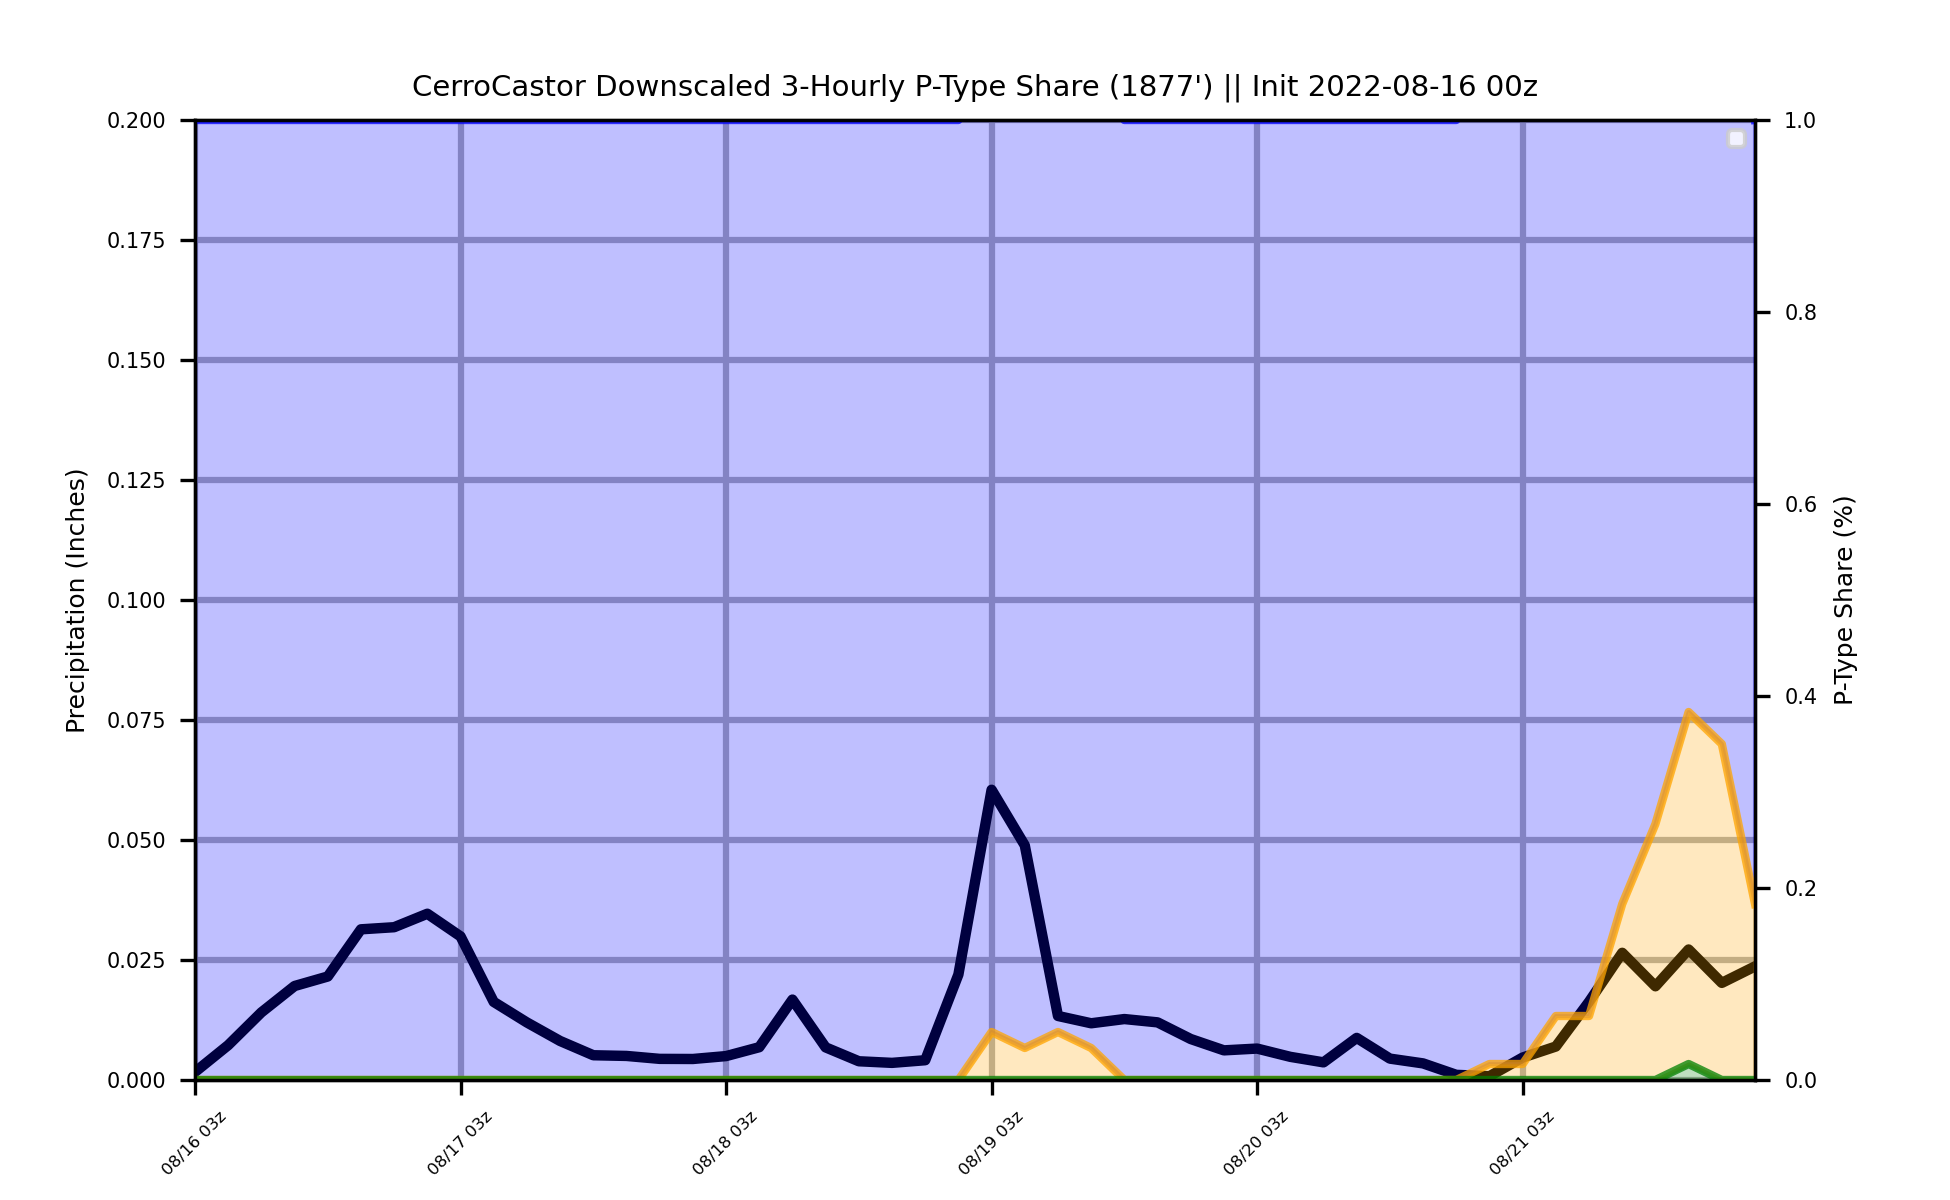 CerroCastor Downscaled 3-Hourly P-Type Share (1877') || Init 2022-08-16 00z
0.200
0.175
0.150
0.125
0.100
0.075
0.050
0.025
0.000
Precipitation (Inches)
1.0
0.8
0.6
0.4
0.2
0.0
P-Type Share (%)
08/16 03z
08/17 03z
08/18 03z
08/19 03z
08/20 03z
08/21 03z